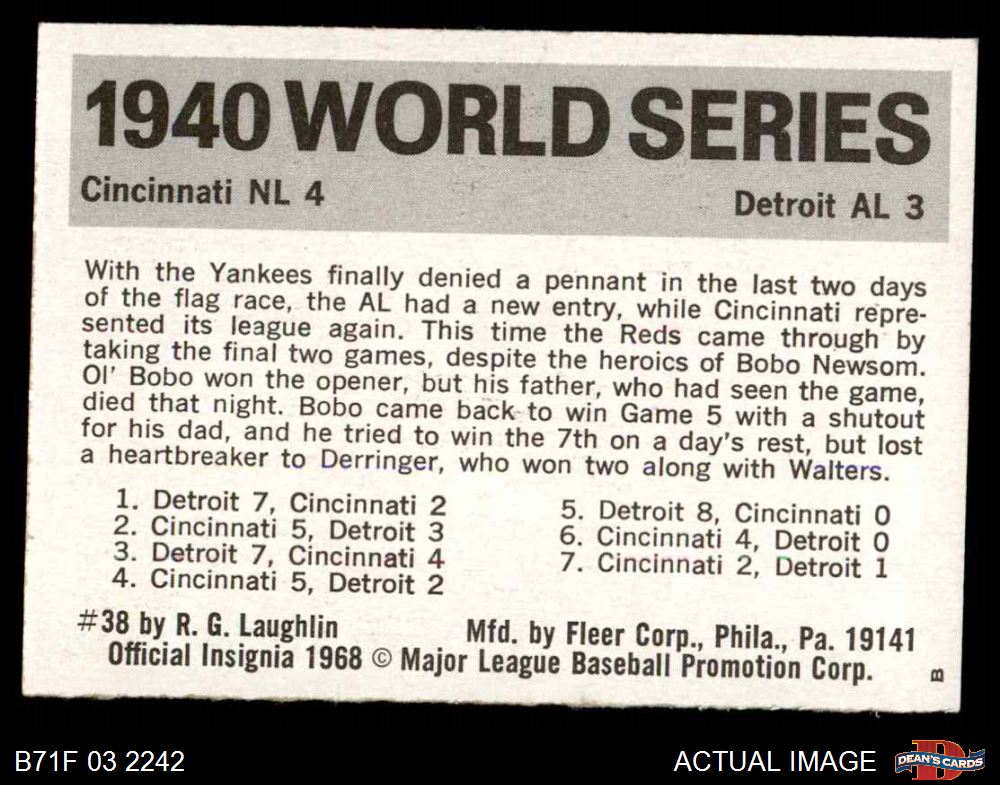 1940 WORLD SERIES
Cincinnati NL 4 Detroit AL 3
With the Yankees finally denied a pennant in the last two days
of the flag race, the AL had a new entry, while Cincinnati repre-
sented its league again. This time the Reds came through by
taking the final two games, despite the heroics of Bobo Newsom.
Ol' Bobo won the opener, but his father, who had seen the game,
died that night. Bobo came back to win Game 5 with a shutout
for his dad, and he tried to win the 7th on a day's rest, but lost
a heartbreaker to Derringer, who won two along with Walters.
1. Detroit 7, Cincinnati 2
2. Cincinnati 5, Detroit 3
3. Detroit 7, Cincinnati 4
4. Cincinnati 5, Detroit 2
5. Detroit 8, Cincinnati 0
6. Cincinnati 4, Detroit 0
7. Cincinnati 2, Detroit 1
#38 by R. G. Laughlin Mfd. by Fleer Corp., Phila., Pa. 19141
Official Insignia 1968 © Major League Baseball Promotion Corp.
B
B71F 03 2242 ACTUAL IMAGE DEAN'S CARDS